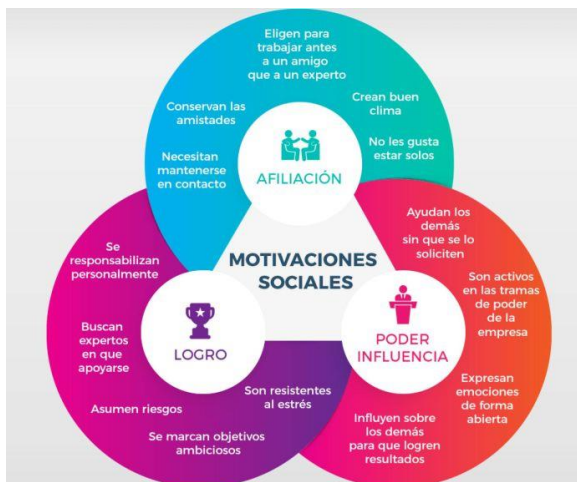 Eligen para
trabajar antes
a un amigo
que a un experto
Conservan las
amistades
Crean buen
clima
Necesitan
mantenerse
en contacto
No les gusta
estar solos
AFILIACIÓN
MOTIVACIONES
SOCIALES
Se
responsabilizan
personalmente
Buscan
expertos
en que
apoyarse
LOGRO
Asumen riesgos
Son resistentes
al estrés
Se marcan objetivos
ambiciosos
Ayudan los
demás
sin que se lo
soliciten
Son activos
en las tramas
de poder
de la
empresa
PODER
INFLUENCIA
Expresan
emociones
de forma
abierta
Influyen sobre
los demás
para que logren
resultados